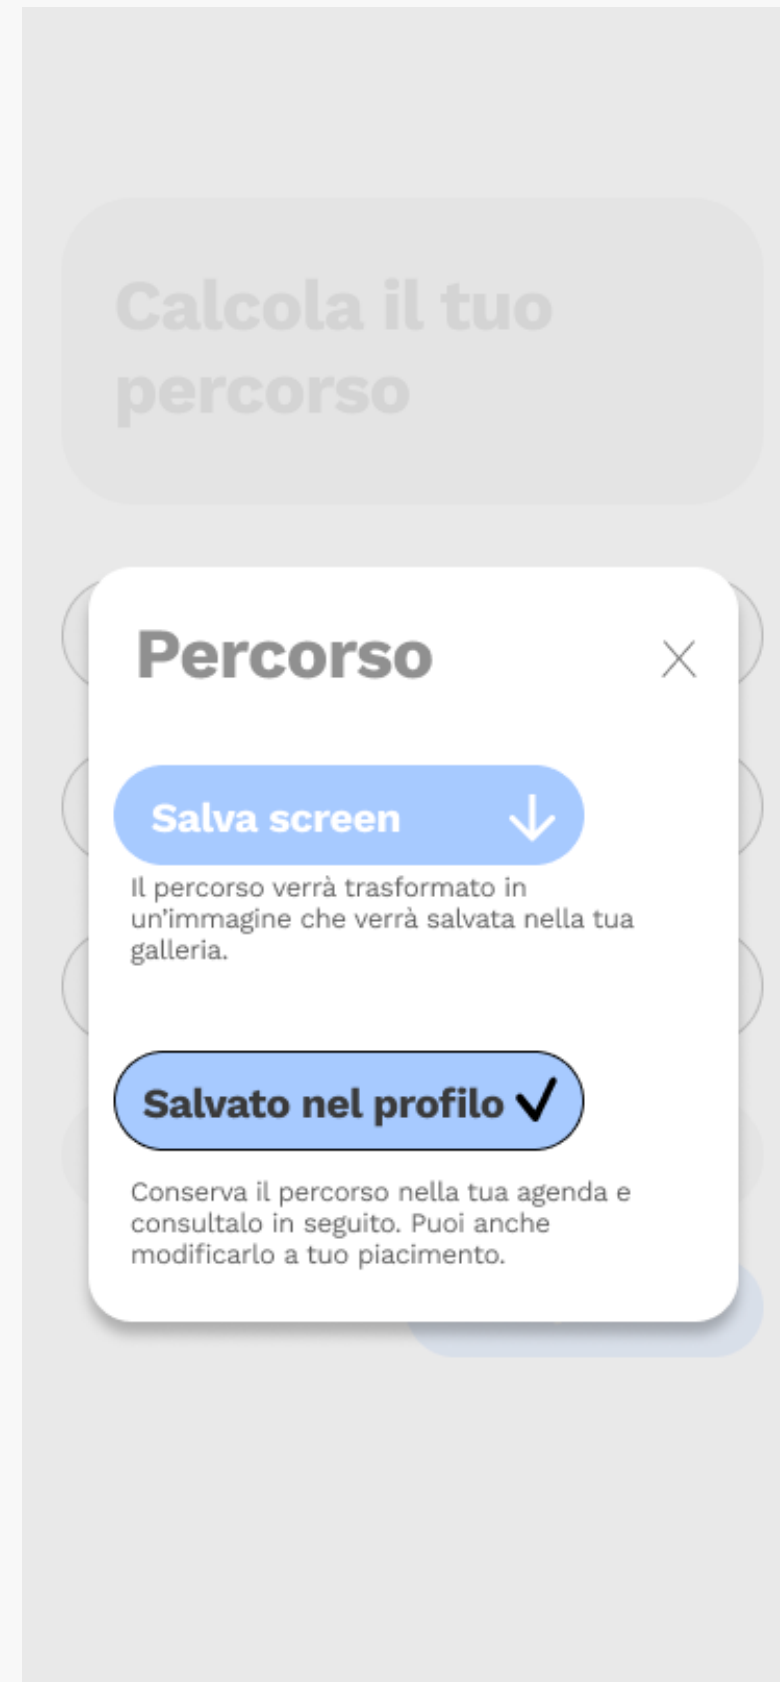 Calcola il tuo
percorso
Percorso
Salva screen
Il percorso verrà trasformato in
un'immagine che verrà salvata nella tua
galleria.
Salvato nel profilo
Conserva il percorso nella tua agenda e
consultalo in seguito. Puoi anche
modificarlo a tuo piacimento.